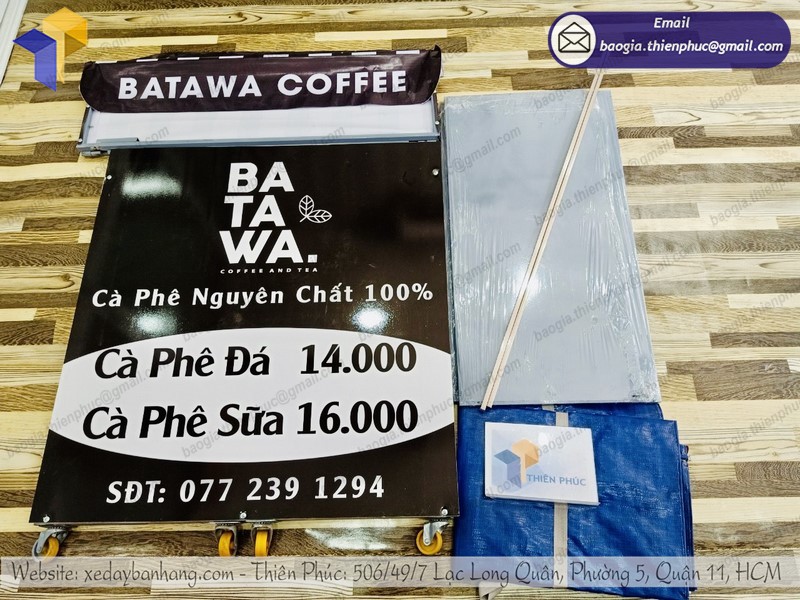 Email
baogia.thienphuc@gmail.com
BATAWA COFFEE
BA
TA
WA.
COFFEE AND TEA
Cà Phê Nguyên Chất 100%
Cà Phê Đá 14.000
Cà Phê Sữa 16.000
SĐT: 077 239 1294
THIÊN PHÚC
Website: xedaybanhang.com - Thiên Phúc: 506/49/7 Lạc Long Quân, Phường 5, Quận 11, HCM